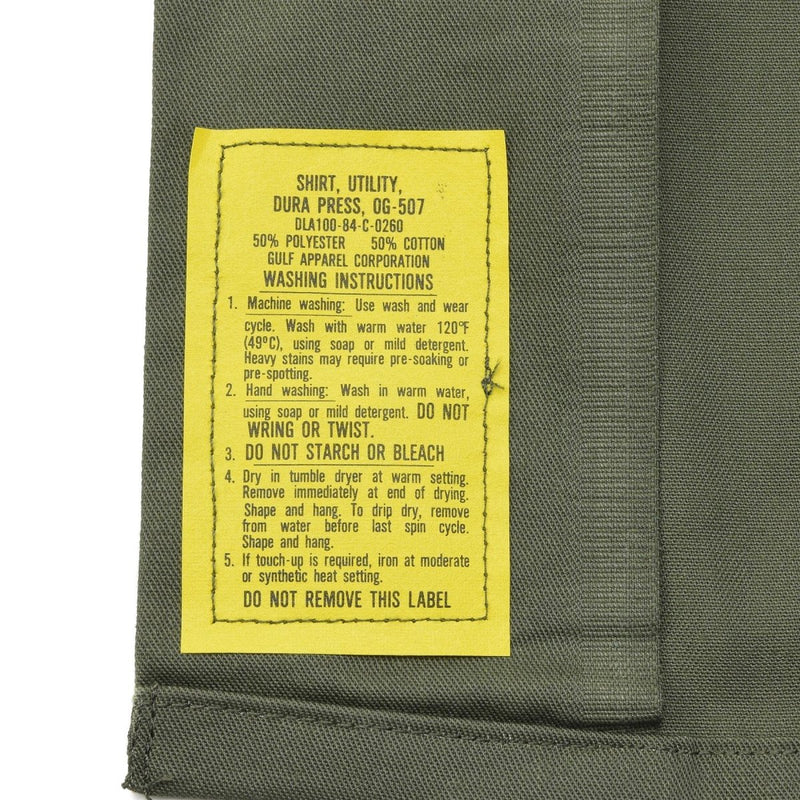 SHIRT, UTILITY,
DURA PRESS, OG-507
DLA100-84-C-0260
50% POLYESTER 50% COTTON
GULF APPAREL CORPORATION
WASHING INSTRUCTIONS
1. Machine washing: Use wash and wear
cycle. Wash with warm water 120°F
(49ºC), using soap or mild detergent.
Heavy stains may require pre-soaking or
pre-spotting.
2. Hand washing: Wash in warm water,
using soap or mild detergent. DO NOT
WRING OR TWIST.
3. DO NOT STARCH OR BLEACH
4. Dry in tumble dryer at warm setting.
Remove immediately at end of drying.
Shape and hang. To drip dry, remove
from water before last spin cycle.
Shape and hang.
5. If touch-up is required, iron at moderate
or synthetic heat setting.
DO NOT REMOVE THIS LABEL